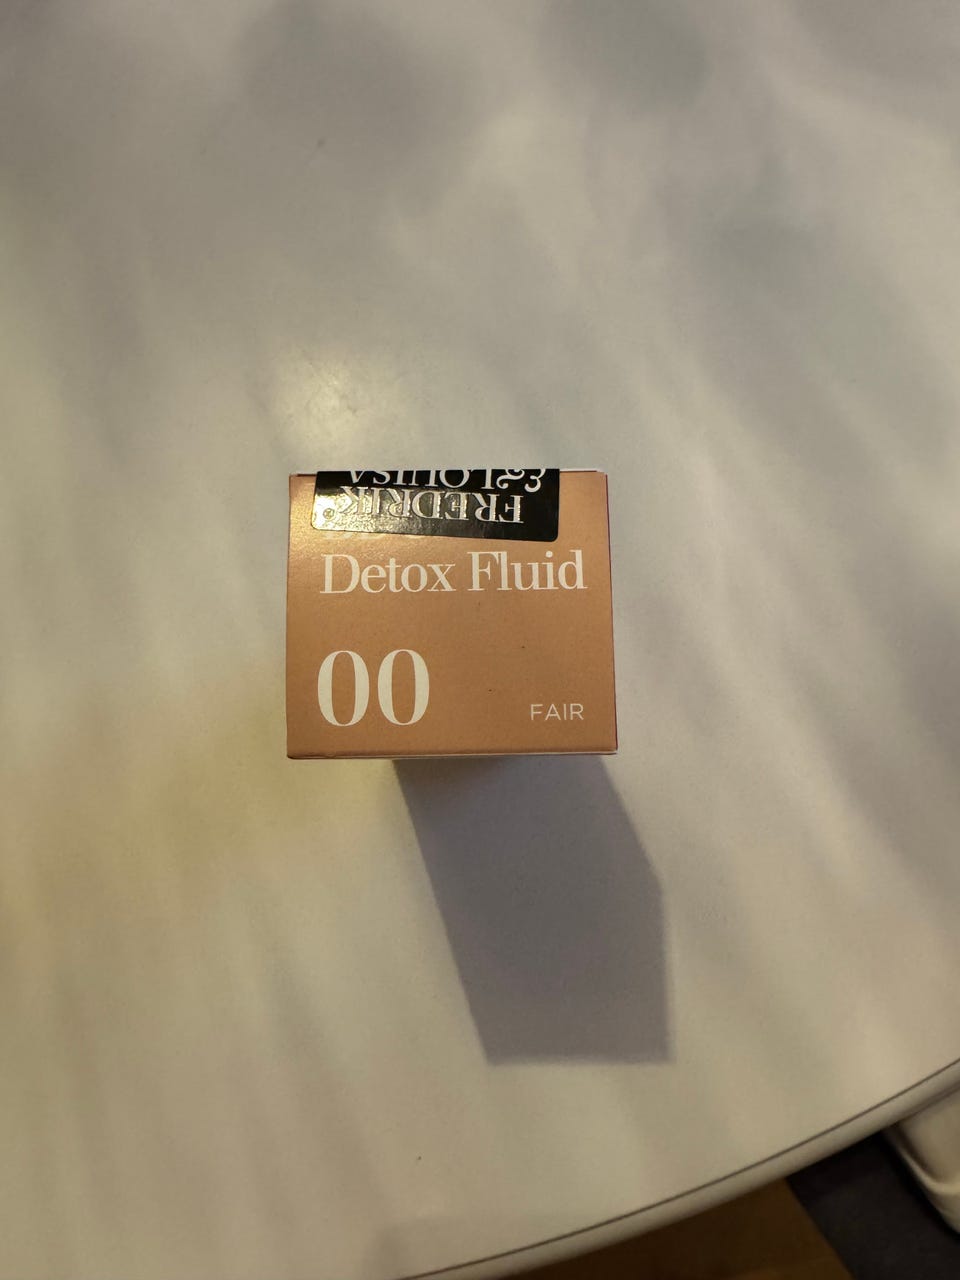 FREDRIK
& LOUISA
Detox Fluid
00
FAIR